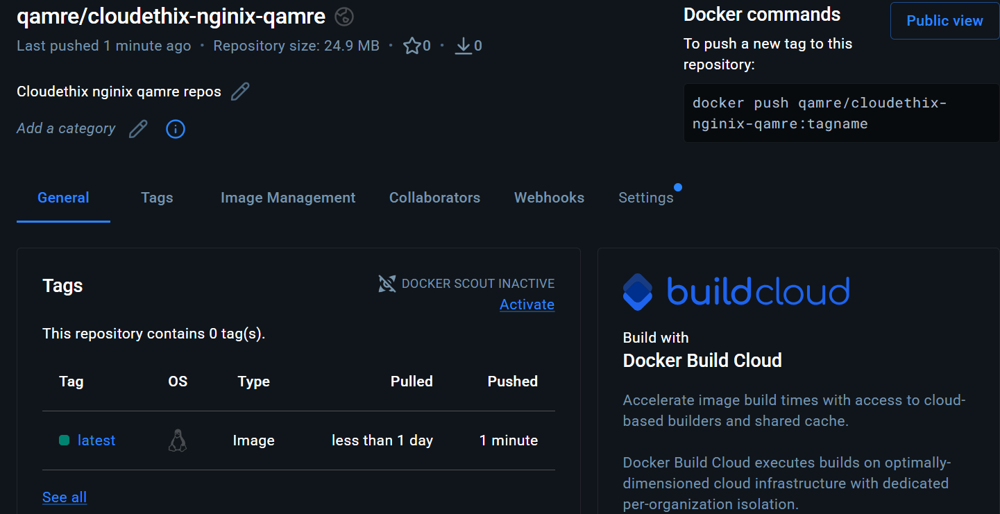 qamre/cloudethix-nginix-qamre
Last pushed 1 minute ago • Repository size: 24.9 MB • 0 • 0
Cloudethix nginix qamre repos
Add a category
Docker commands
Public view
To push a new tag to this
repository:
docker push qamre/cloudethix-
nginix-qamre:tagname
General Tags Image Management Collaborators Webhooks Settings
Tags
DOCKER SCOUT INACTIVE
Activate
This repository contains 0 tag(s).
Tag OS Type Pulled Pushed
latest Image less than 1 day 1 minute
See all
buildcloud
Build with
Docker Build Cloud
Accelerate image build times with access to cloud-
based builders and shared cache.
Docker Build Cloud executes builds on optimally-
dimensioned cloud infrastructure with dedicated
per-organization isolation.